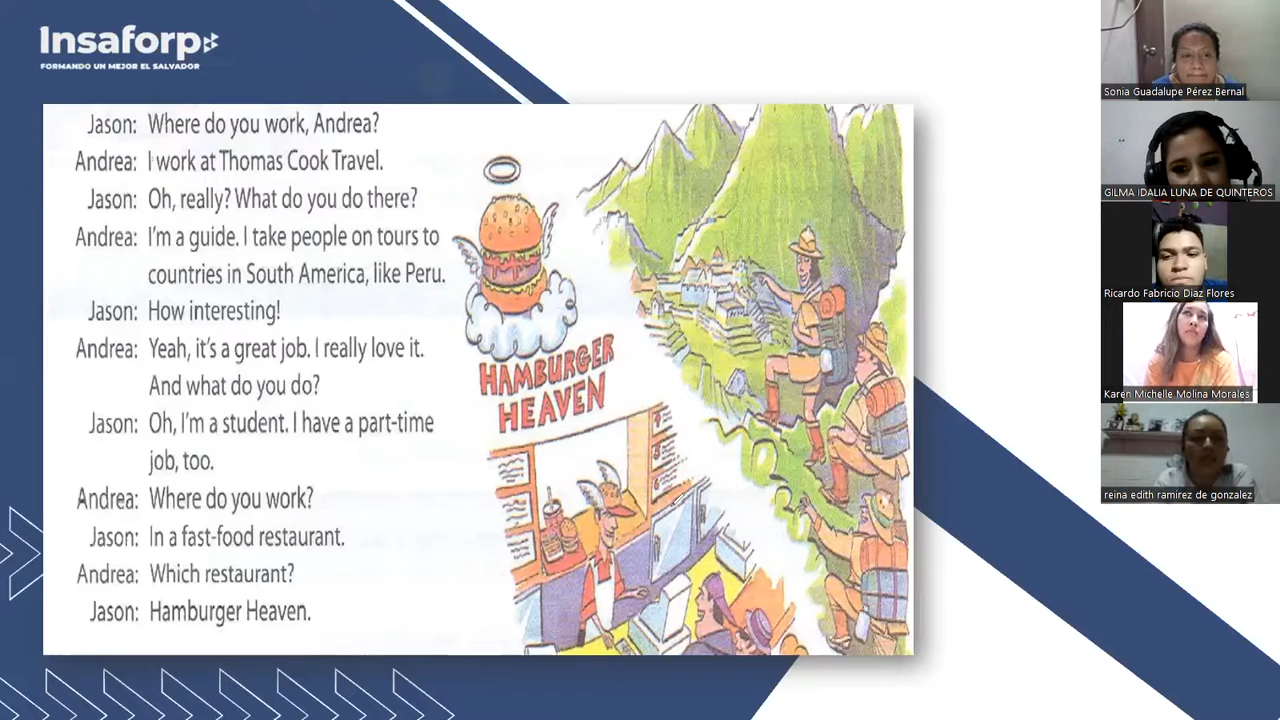 Insaforp
FORMANDO UN MEJOR EL SALVADOR
Jason: Where do you work, Andrea?
Andrea: I work at Thomas Cook Travel.
Jason: Oh, really? What do you do there?
Andrea: I'm a guide. I take people on tours to
countries in South America, like Peru.
Jason: How interesting!
Andrea: Yeah, it's a great job. I really love it.
And what do you do?
Jason: Oh, I'm a student. I have a part-time
job, too.
Andrea: Where do you work?
Jason: In a fast-food restaurant.
Andrea: Which restaurant?
Jason: Hamburger Heaven.
HAMBURGER
HEAVEN
Sonia Guadalupe Pérez Bernal
GILMA IDALIA LUNA DE QUINTEROS
Ricardo Fabricio Diaz Flores
Karen Michelle Molina Morales
reina edith ramirez de gonzalez